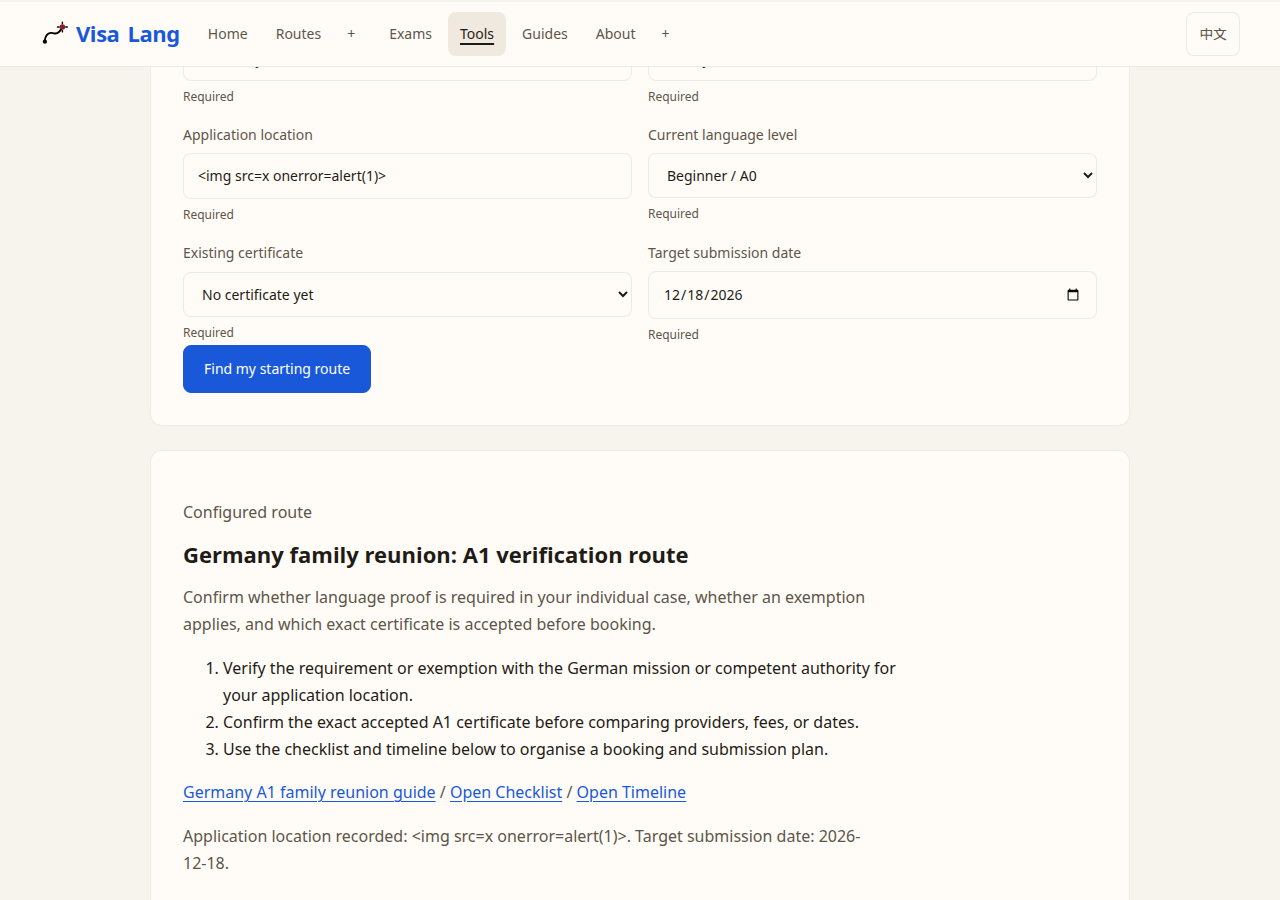 Visa Lang
Home
Routes
+
Exams
Tools
Guides
About
+
中文
Required
Required
Application location
Current language level
<img src=x onerror=alert(1)>
Beginner / A0
Required
Required
Existing certificate
Target submission date
No certificate yet
12/18/2026
Required
Required
Find my starting route
Configured route
Germany family reunion: A1 verification route
Confirm whether language proof is required in your individual case, whether an exemption
applies, and which exact certificate is accepted before booking.
1. Verify the requirement or exemption with the German mission or competent authority for
your application location.
2. Confirm the exact accepted A1 certificate before comparing providers, fees, or dates.
3. Use the checklist and timeline below to organise a booking and submission plan.
Germany A1 family reunion guide / Open Checklist / Open Timeline
Application location recorded: <img src=x onerror=alert(1)>. Target submission date: 2026-
12-18.